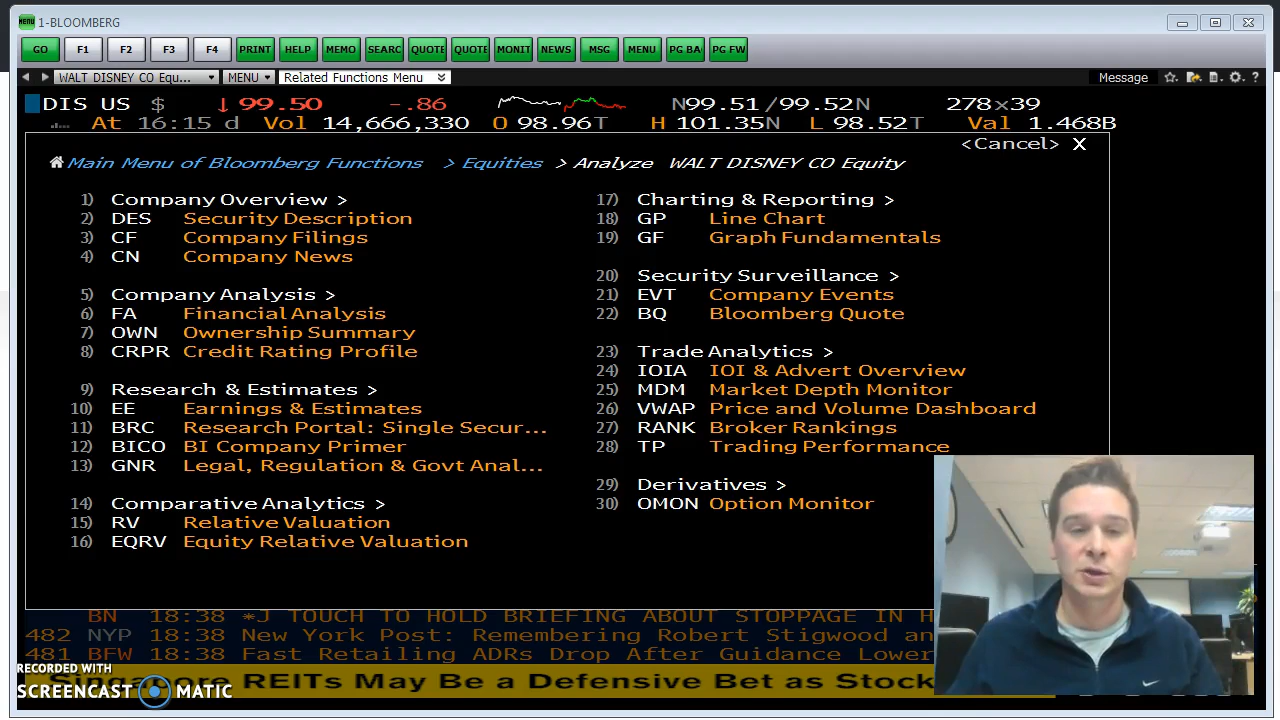 MENU 1-BLOOMBERG
GO F1 F2 F3 F4 PRINT HELP MEMO SEARC QUOTE QUOTE MONIT NEWS MSG MENU PG BA PG FW
WALT DISNEY CO Equ... MENU Related Functions Menu Message
DIS US $ ↓99.50 -.86 N99.51/99.52N 278x39
At 16:15 d Vol 14,666,330 O 98.96T H 101.35N L 98.52T Val 1.468B
<Cancel> X
Main Menu of Bloomberg Functions > Equities > Analyze WALT DISNEY CO Equity
1) Company Overview >
2) DES Security Description
3) CF Company Filings
4) CN Company News
5) Company Analysis >
6) FA Financial Analysis
7) OWN Ownership Summary
8) CRPR Credit Rating Profile
9) Research & Estimates >
10) EE Earnings & Estimates
11) BRC Research Portal: Single Secur...
12) BICO BI Company Primer
13) GNR Legal, Regulation & Govt Anal...
14) Comparative Analytics >
15) RV Relative Valuation
16) EQRV Equity Relative Valuation
17) Charting & Reporting >
18) GP Line Chart
19) GF Graph Fundamentals
20) Security Surveillance >
21) EVT Company Events
22) BQ Bloomberg Quote
23) Trade Analytics >
24) IOIA IOI & Advert Overview
25) MDM Market Depth Monitor
26) VWAP Price and Volume Dashboard
27) RANK Broker Rankings
28) TP Trading Performance
29) Derivatives >
30) OMON Option Monitor
BN 18:38 *J TOUCH TO HOLD BRIEFING ABOUT STOPPAGE IN H
482 NYP 18:38 New York Post: Remembering Robert Stigwood an
481 BFW 18:38 Fast Retailing ADRs Drop After Guidance Lower
Singapore REITs May Be a Defensive Bet as Stock
RECORDED WITH
SCREENCAST MATIC